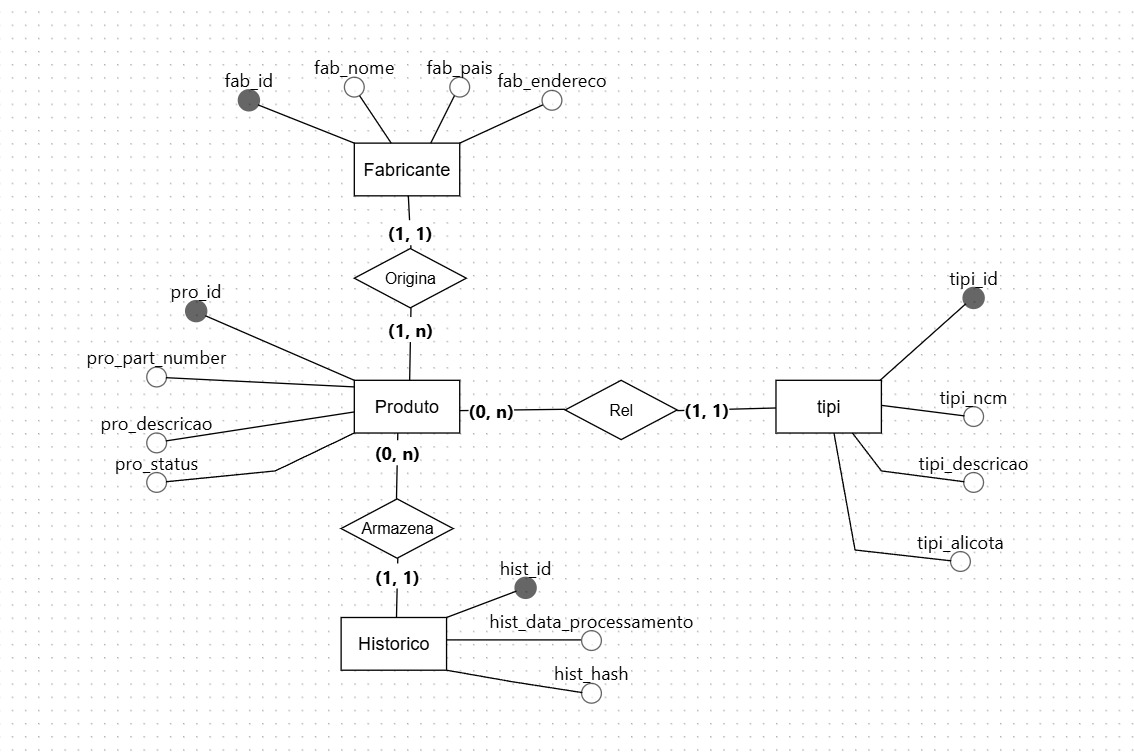 fab_nome
fab_pais
fab_id
fab_endereco
Fabricante
(1, 1)
Origina
pro_id
tipi_id
(1, n)
pro_part_number
tipi_ncm
Produto
(0, n)
Rel
(1, 1)
tipi
pro_descricao
(0, n)
pro_status
tipi_descricao
Armazena
tipi_alicota
(1, 1)
hist_id
hist_data_processamento
Historico
hist_hash